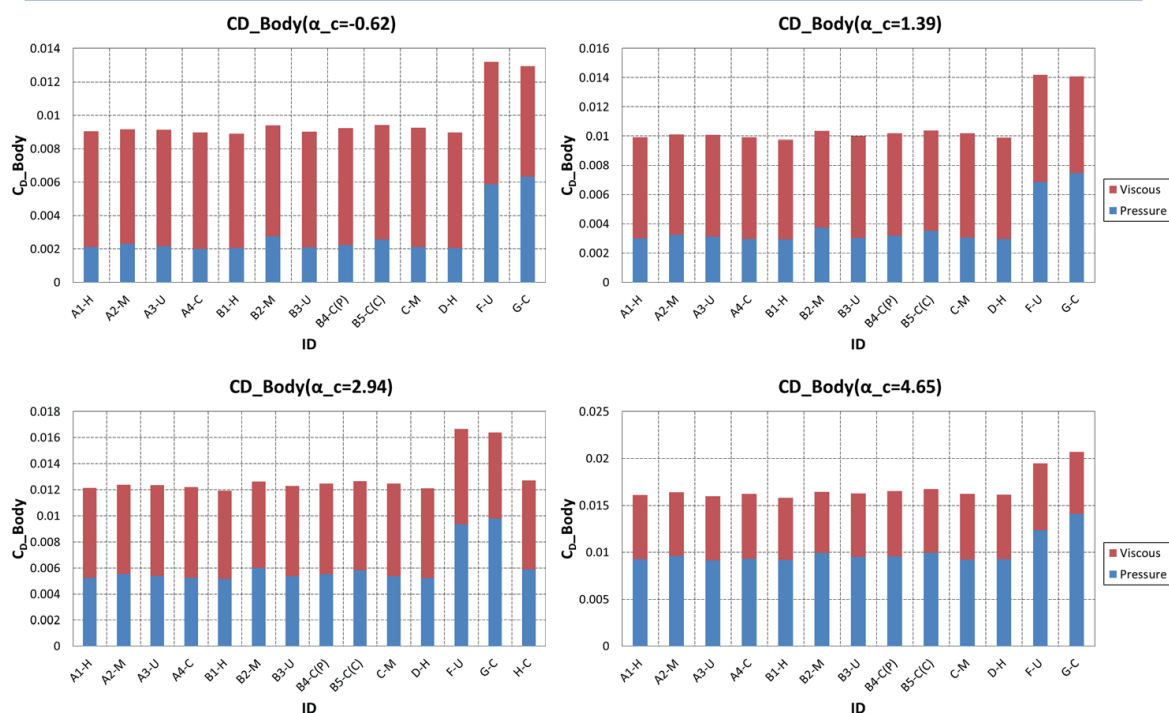 CD_Body(α_c=-0.62)
0.014
0.012
0.01
0.008
0.006
0.004
0.002
0
C_D_Body
A1-H
A2-M
A3-U
A4-C
B1-H
B2-M
B3-U
B4-C(P)
B5-C(C)
C-M
D-H
F-U
G-C
ID
CD_Body(α_c=1.39)
0.016
0.014
0.012
0.01
0.008
0.006
0.004
0.002
0
C_D_Body
A1-H
A2-M
A3-U
A4-C
B1-H
B2-M
B3-U
B4-C(P)
B5-C(C)
C-M
D-H
F-U
G-C
ID
Viscous
Pressure
CD_Body(α_c=2.94)
0.018
0.016
0.014
0.012
0.01
0.008
0.006
0.004
0.002
0
C_D_Body
A1-H
A2-M
A3-U
A4-C
B1-H
B2-M
B3-U
B4-C(P)
B5-C(C)
C-M
D-H
F-U
G-C
H-C
ID
CD_Body(α_c=4.65)
0.025
0.02
0.015
0.01
0.005
0
C_D_Body
A1-H
A2-M
A3-U
A4-C
B1-H
B2-M
B3-U
B4-C(P)
B5-C(C)
C-M
D-H
F-U
G-C
ID
Viscous
Pressure